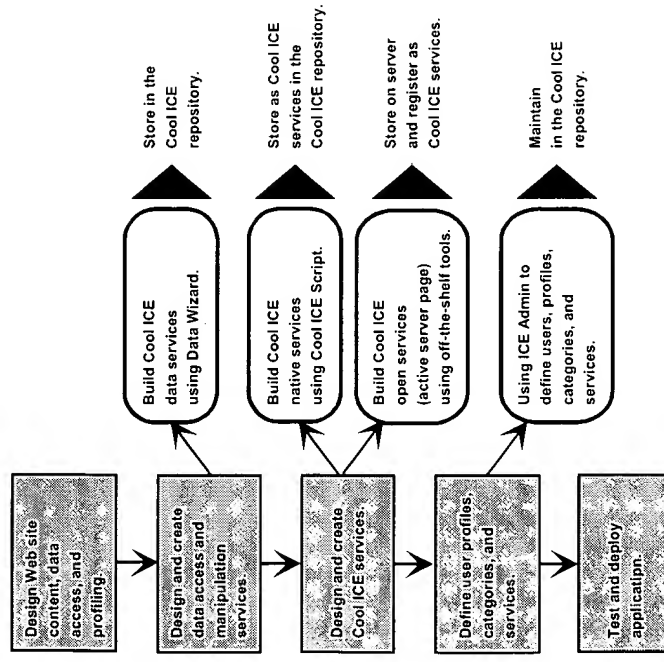 Design Web site
content, data
access, and
profiling.
Design and create
data access and
manipulation
services.
Design and create
Cool ICE services.
Define user profiles,
categories, and
services.
Test and deploy
application.
Build Cool ICE
data services
using Data Wizard.
Build Cool ICE
native services
using Cool ICE Script.
Build Cool ICE
open services
(active server page)
using off-the-shelf tools.
Using ICE Admin to
define users, profiles,
categories, and
services.
Store in the
Cool ICE
repository.
Store as Cool ICE
services in the
Cool ICE repository.
Store on server
and register as
Cool ICE services.
Maintain
in the Cool ICE
repository.